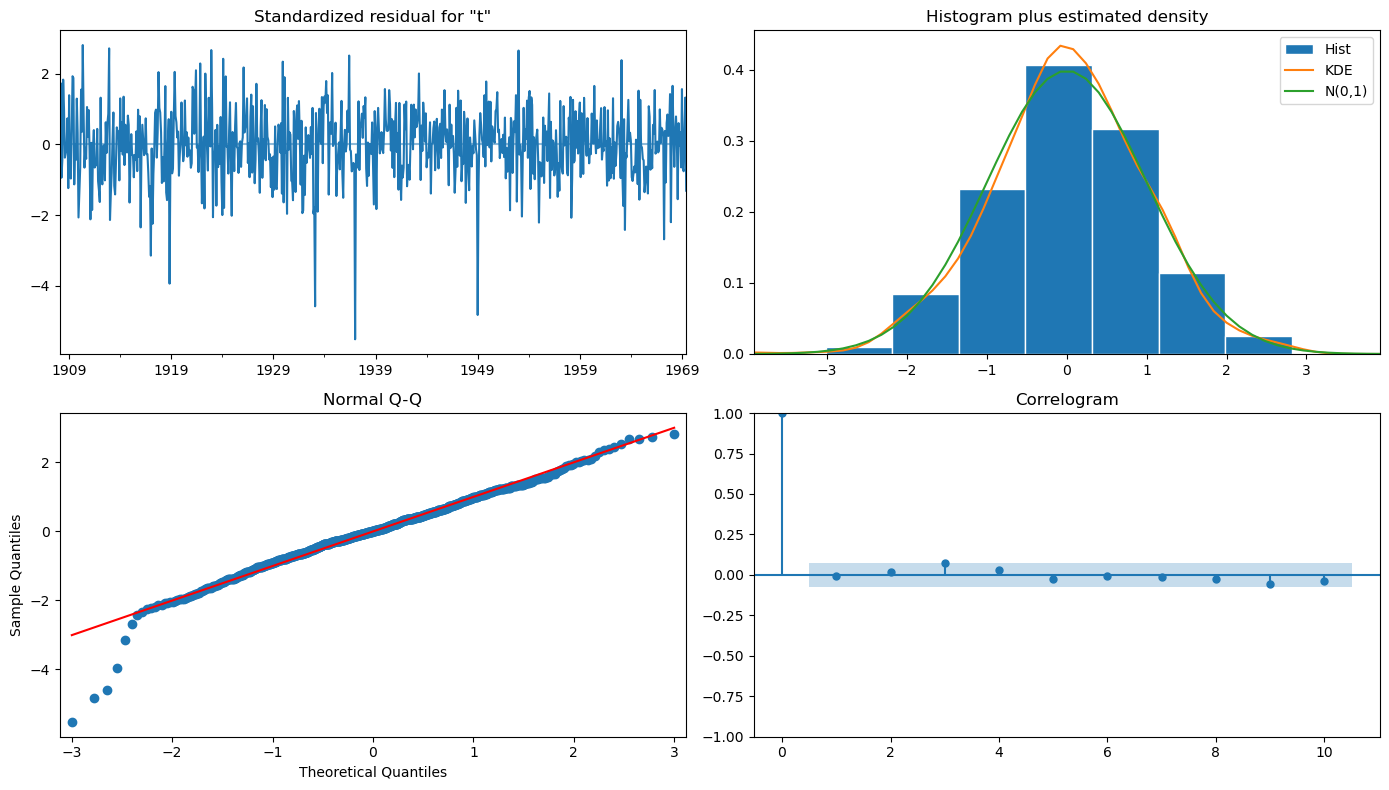 Standardized residual for "t"
2
0
−2
−4
1909 1919 1929 1939 1949 1959 1969
Histogram plus estimated density
Hist
KDE
N(0,1)
0.4
0.3
0.2
0.1
0.0
−3 −2 −1 0 1 2 3
Normal Q-Q
Sample Quantiles
2
0
−2
−4
−3 −2 −1 0 1 2 3
Theoretical Quantiles
Correlogram
1.00
0.75
0.50
0.25
0.00
−0.25
−0.50
−0.75
−1.00
0 2 4 6 8 10